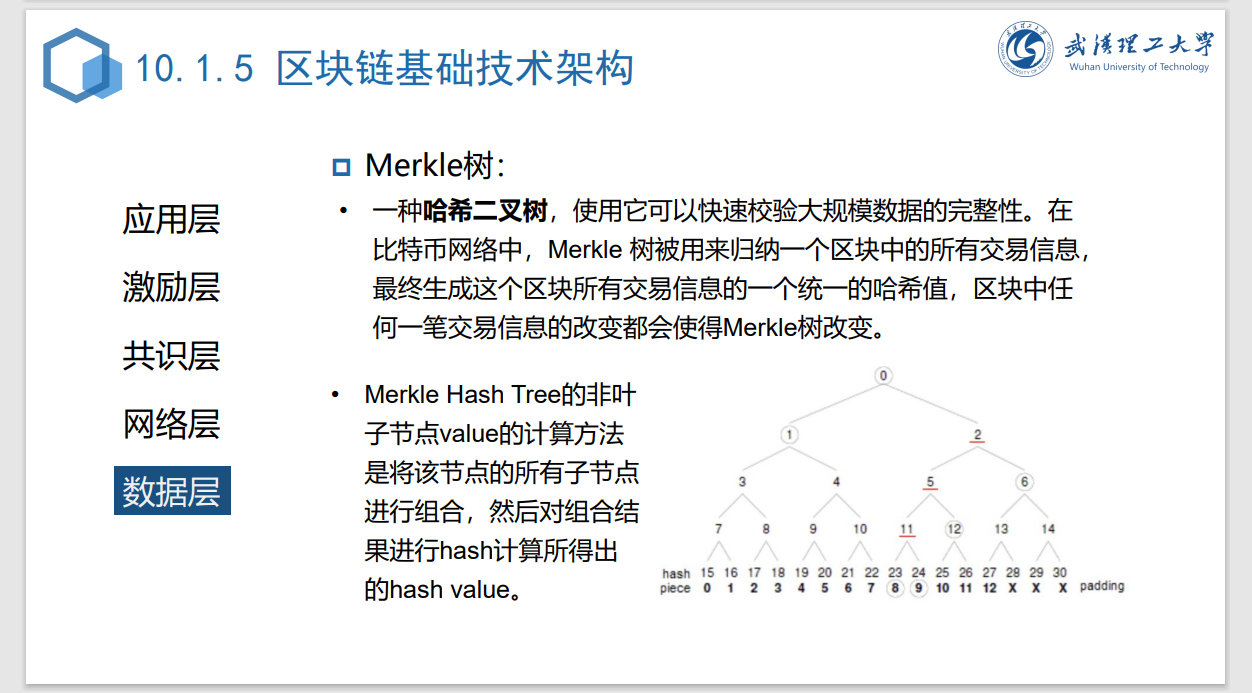 10.1.5 区块链基础技术架构
武汉理工大学
Wuhan University of Technology
应用层
激励层
共识层
网络层
数据层
Merkle树：
• 一种哈希二叉树，使用它可以快速校验大规模数据的完整性。在
比特币网络中，Merkle 树被用来归纳一个区块中的所有交易信息，
最终生成这个区块所有交易信息的一个统一的哈希值，区块中任
何一笔交易信息的改变都会使得Merkle树改变。
• Merkle Hash Tree的非叶
子节点value的计算方法
是将该节点的所有子节点
进行组合，然后对组合结
果进行hash计算所得出
的hash value。
0
1 2
3 4 5 6
7 8 9 10 11 12 13 14
hash 15 16 17 18 19 20 21 22 23 24 25 26 27 28 29 30
piece 0 1 2 3 4 5 6 7 8 9 10 11 12 X X X padding